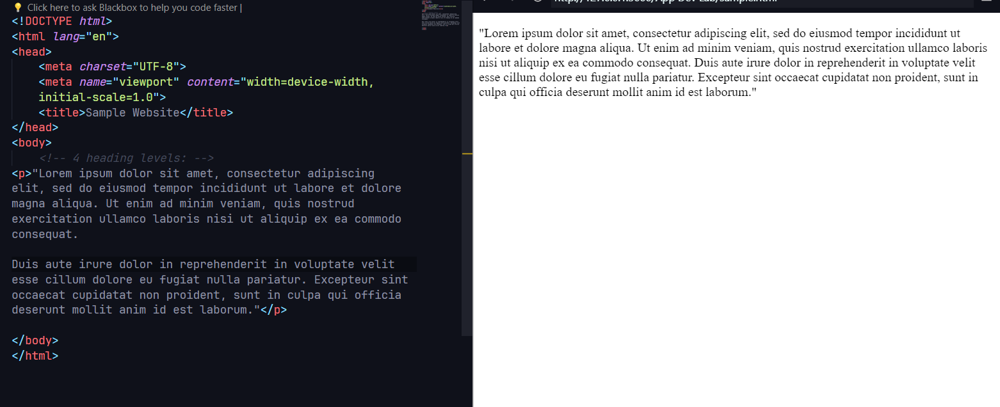 Click here to ask Blackbox to help you code faster |
<!DOCTYPE html>
<html lang="en">
<head>
<meta charset="UTF-8">
<meta name="viewport" content="width=device-width,
initial-scale=1.0">
<title>Sample Website</title>
</head>
<body>
<!-- 4 heading levels: -->
<p>"Lorem ipsum dolor sit amet, consectetur adipiscing
elit, sed do eiusmod tempor incididunt ut labore et dolore
magna aliqua. Ut enim ad minim veniam, quis nostrud
exercitation ullamco laboris nisi ut aliquip ex ea commodo
consequat.
Duis aute irure dolor in reprehenderit in voluptate velit
esse cillum dolore eu fugiat nulla pariatur. Excepteur sint
occaecat cupidatat non proident, sunt in culpa qui officia
deserunt mollit anim id est laborum."</p>
</body>
</html>
"Lorem ipsum dolor sit amet, consectetur adipiscing elit, sed do eiusmod tempor incididunt ut
labore et dolore magna aliqua. Ut enim ad minim veniam, quis nostrud exercitation ullamco laboris
nisi ut aliquip ex ea commodo consequat. Duis aute irure dolor in reprehenderit in voluptate velit
esse cillum dolore eu fugiat nulla pariatur. Excepteur sint occaecat cupidatat non proident, sunt in
culpa qui officia deserunt mollit anim id est laborum."